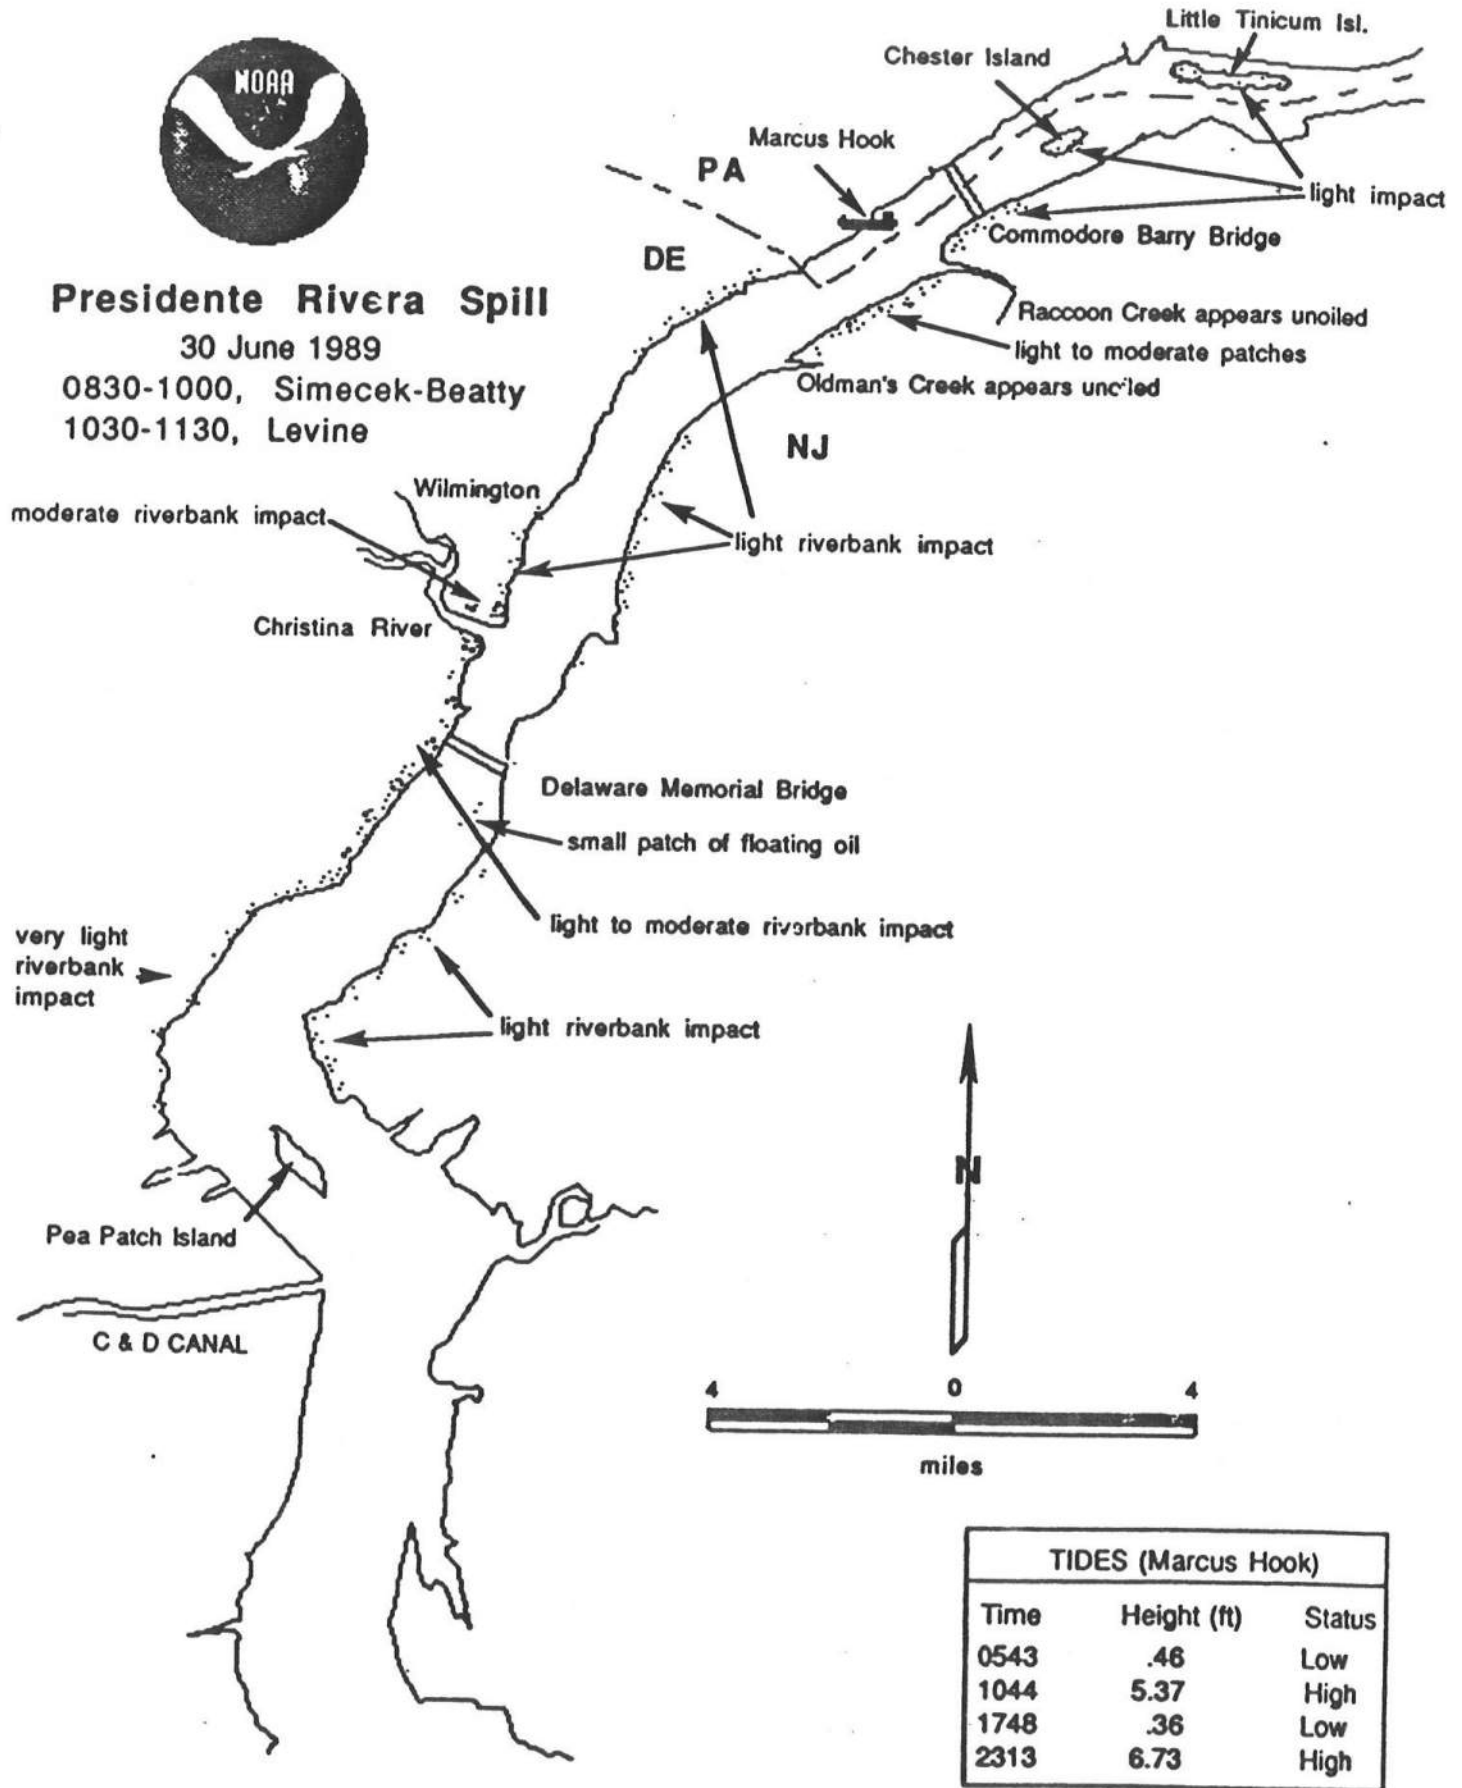 NOAA
Presidente Rivera Spill
30 June 1989
0830-1000, Simecek-Beatty
1030-1130, Levine
Little Tinicum Isl.
Chester Island
Marcus Hook
PA
light impact
Commodore Barry Bridge
DE
Raccoon Creek appears unoiled
light to moderate patches
Oldman's Creek appears unoiled
NJ
Wilmington
moderate riverbank impact
light riverbank impact
Christina River
Delaware Memorial Bridge
small patch of floating oil
light to moderate riverbank impact
very light
riverbank
impact
light riverbank impact
N
Pea Patch Island
C & D CANAL
4 0 4
miles
TIDES (Marcus Hook)
Time Height (ft) Status
0543 .46 Low
1044 5.37 High
1748 .36 Low
2313 6.73 High